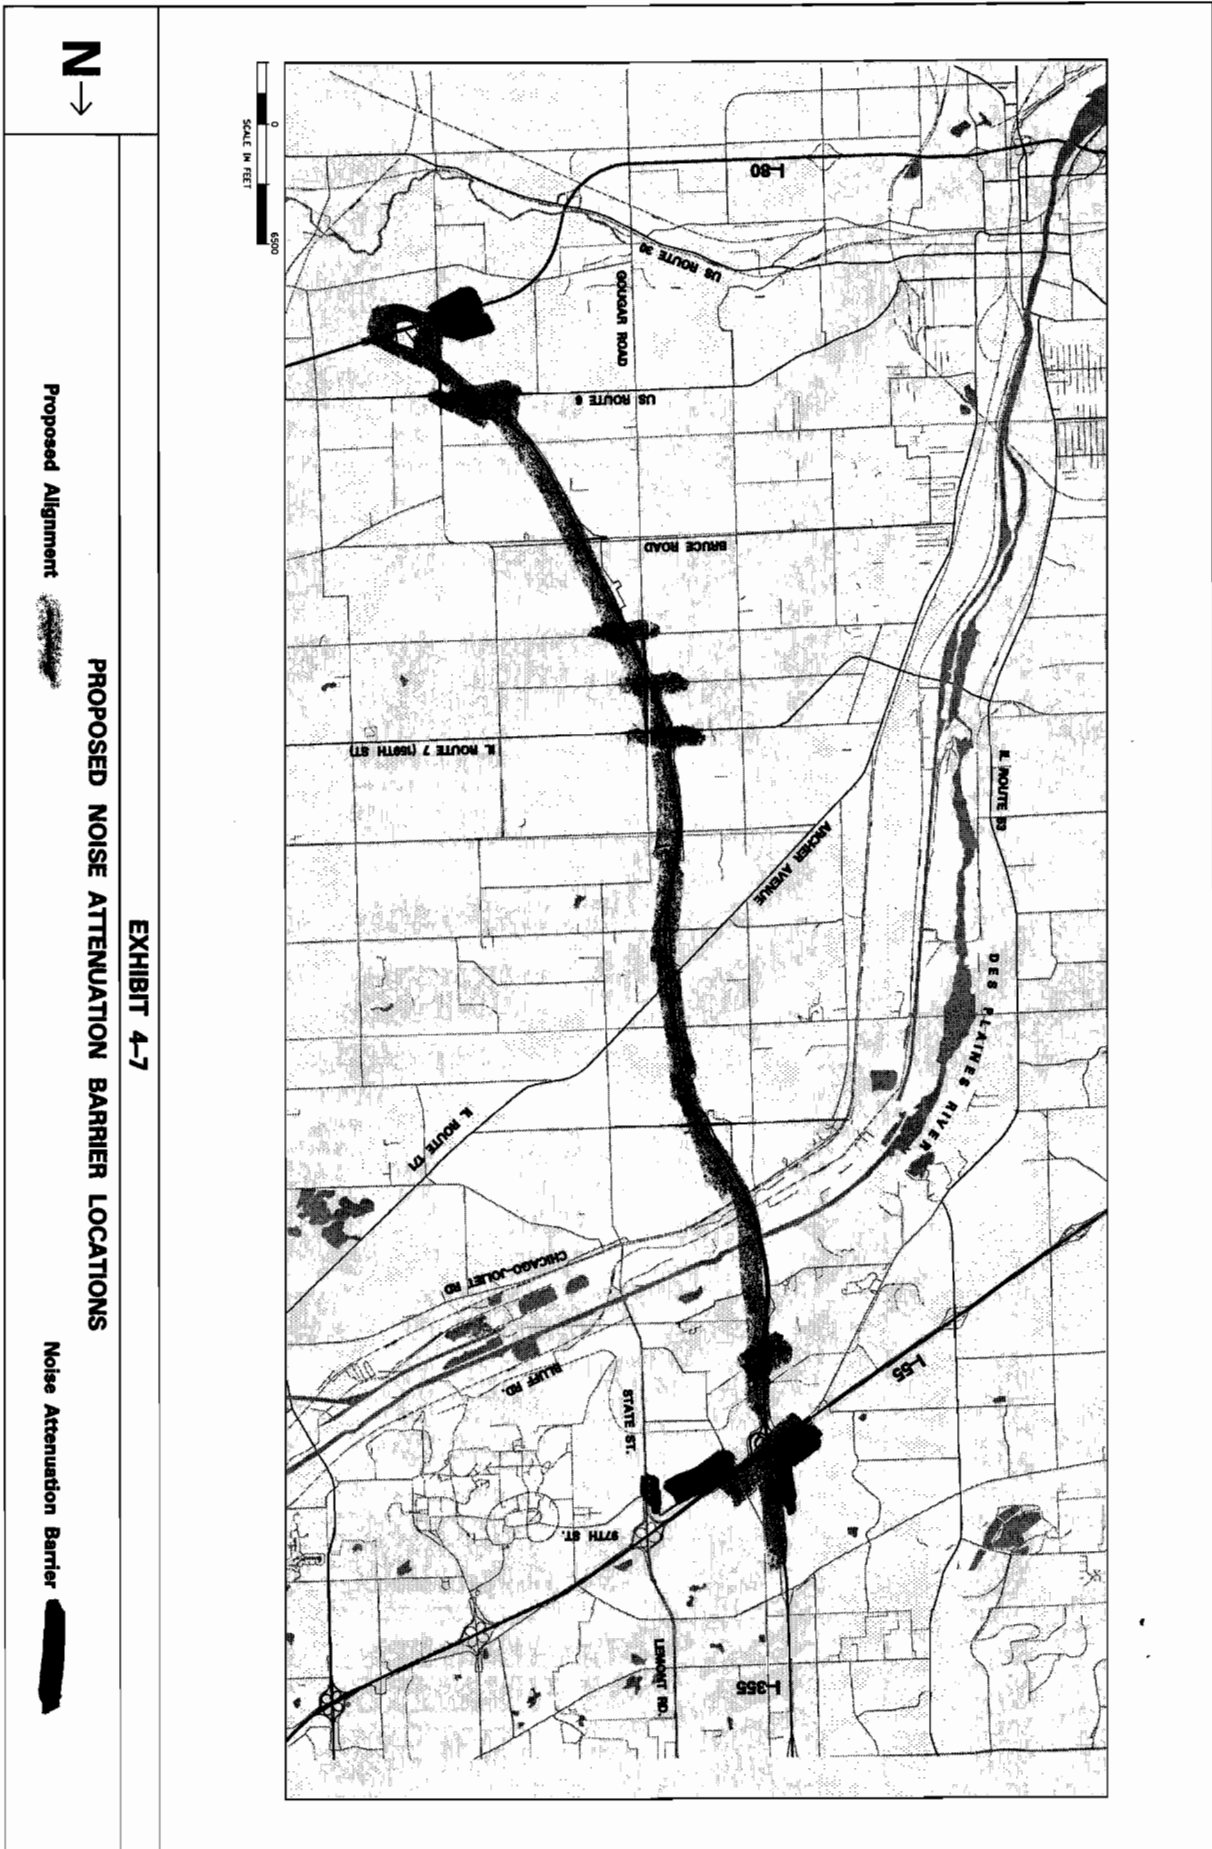 EXHIBIT 4-7
PROPOSED NOISE ATTENUATION BARRIER LOCATIONS
Proposed Alignment
Noise Attenuation Barrier
N
0
6500
SCALE IN FEET
I-80
US ROUTE 30
GOUGAR ROAD
US ROUTE 6
BRUCE ROAD
IL ROUTE 7 (159TH ST)
IL ROUTE 53
ARCHER AVENUE
DES PLAINES RIVER
IL ROUTE 171
CHICAGO-JOLIET RD
BLUFF RD.
STATE ST.
I-55
97TH ST.
LEMONT RD.
I-355